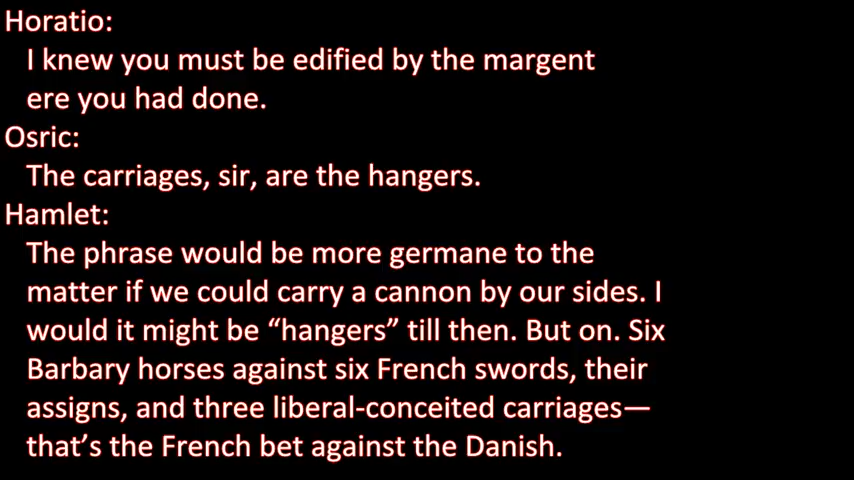 Horatio:
I knew you must be edified by the margent
ere you had done.
Osric:
The carriages, sir, are the hangers.
Hamlet:
The phrase would be more germane to the
matter if we could carry a cannon by our sides. I
would it might be “hangers” till then. But on. Six
Barbary horses against six French swords, their
assigns, and three liberal-conceited carriages—
that’s the French bet against the Danish.